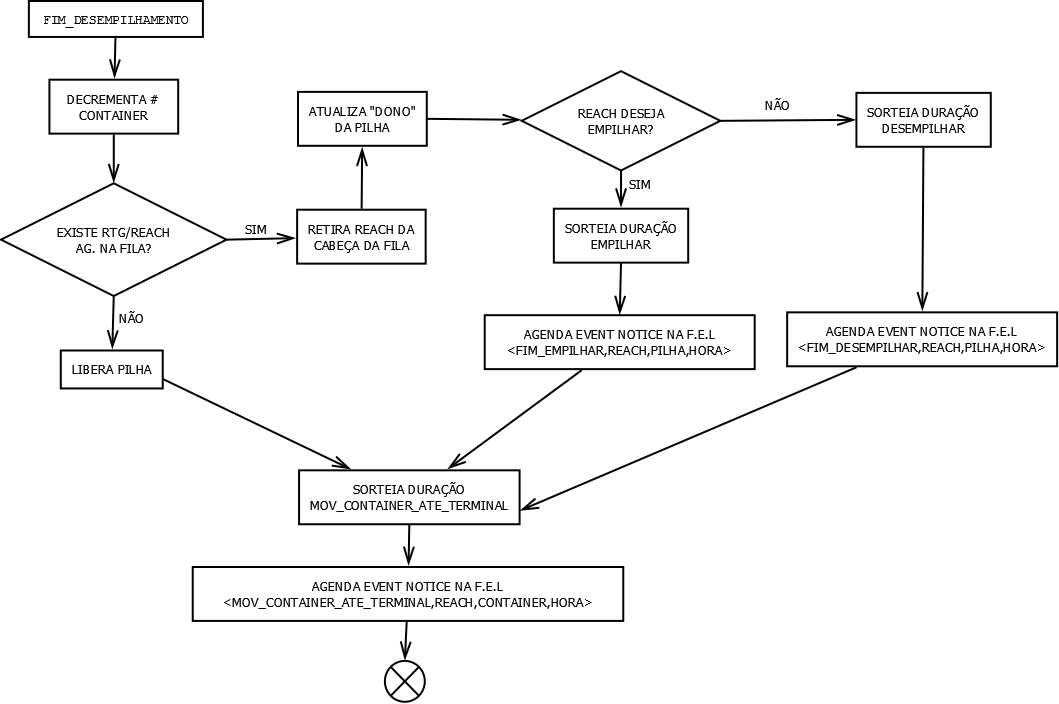 FIM_DESEMPILHAMENTO
DECREMENTA #
CONTAINER
EXISTE RTG/REACH
AG. NA FILA?
SIM
NÃO
LIBERA PILHA
RETIRA REACH DA
CABEÇA DA FILA
ATUALIZA "DONO"
DA PILHA
REACH DESEJA
EMPILHAR?
NÃO
SIM
SORTEIA DURAÇÃO
DESEMPILHAR
SORTEIA DURAÇÃO
EMPILHAR
AGENDA EVENT NOTICE NA F.E.L
<FIM_EMPILHAR,REACH,PILHA,HORA>
AGENDA EVENT NOTICE NA F.E.L
<FIM_DESEMPILHAR,REACH,PILHA,HORA>
SORTEIA DURAÇÃO
MOV_CONTAINER_ATE_TERMINAL
AGENDA EVENT NOTICE NA F.E.L
<MOV_CONTAINER_ATE_TERMINAL,REACH,CONTAINER,HORA>